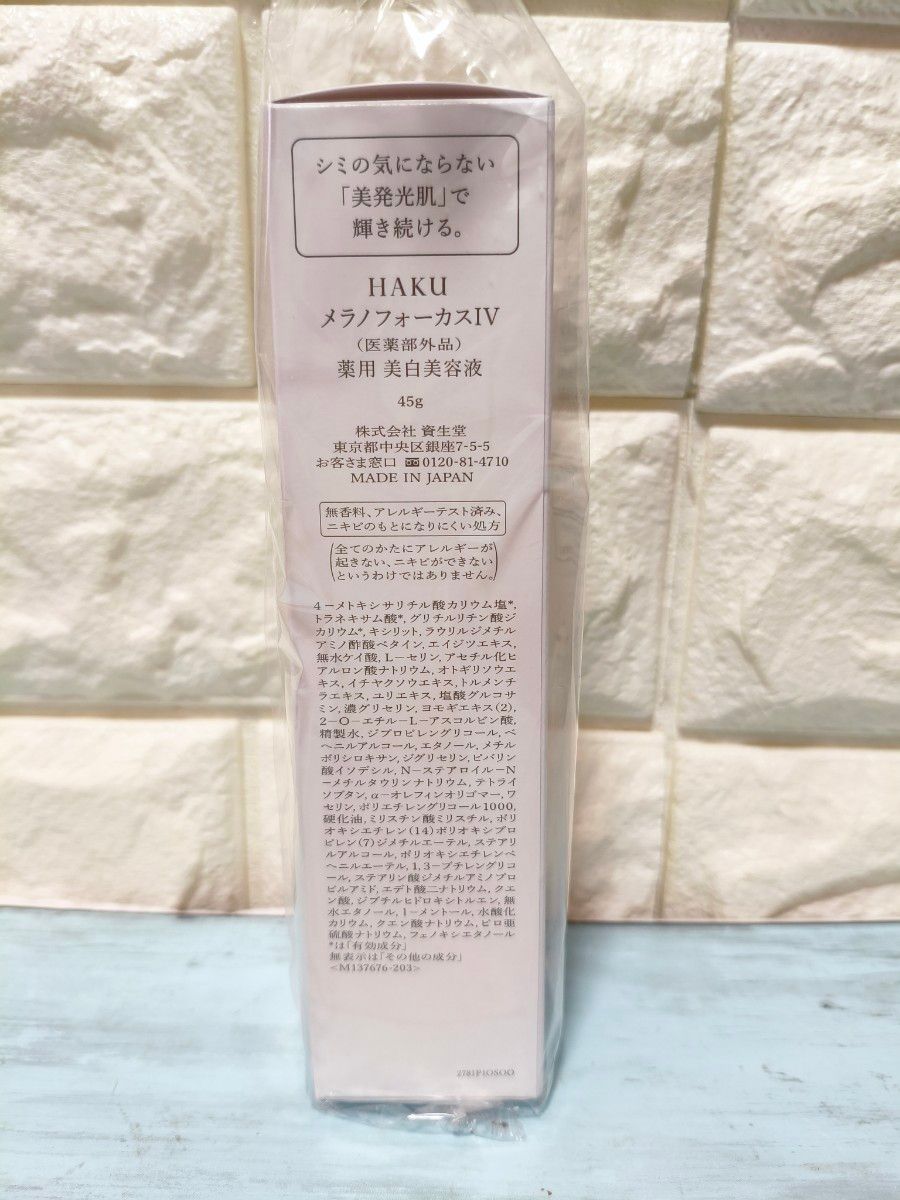 シミの気にならない
「美発光肌」で
輝き続ける。
HAKU
メラノフォーカスIV
（医薬部外品）
薬用 美白美容液
45g
株式会社 資生堂
東京都中央区銀座7-5-5
お客さま窓口 0120-81-4710
MADE IN JAPAN
無香料、アレルギーテスト済み、
ニキビのもとになりにくい処方
(全てのかたにアレルギーが
起きない、ニキビができない
というわけではありません。)
4−メトキシサリチル酸カリウム塩*,
トラネキサム酸*, グリチルリチン酸ジ
カリウム*, キシリット, ラウリルジメチル
アミノ酢酸ベタイン, エイジツエキス,
無水ケイ酸, L−セリン, アセチル化ヒ
アルロン酸ナトリウム, オトギリソウエ
キス, イチヤクソウエキス, トルメンチ
ラエキス, ユリエキス, 塩酸グルコサ
ミン, 濃グリセリン, ヨモギエキス(2),
2−O−エチル−L−アスコルビン酸,
精製水, ジプロピレングリコール, ベ
ヘニルアルコール, エタノール, メチル
ポリシロキサン, ジグリセリン, ピバリン
酸イソデシル, N−ステアロイル−N
−メチルタウリンナトリウム, テトライ
ソブタン, α−オレフィンオリゴマー, ワ
セリン, ポリエチレングリコール1000,
硬化油, ミリスチン酸ミリスチル, ポリ
オキシエチレン(14)ポリオキシプロ
ピレン(7)ジメチルエーテル, ステアリ
ルアルコール, ポリオキシエチレンベ
ヘニルエーテル, 1,3−ブチレングリコ
ール, ステアリン酸ジメチルアミノプロ
ピルアミド, エデト酸二ナトリウム, クエ
ン酸, ジブチルヒドロキシトルエン, 無
水エタノール, l−メントール, 水酸化
カリウム, クエン酸ナトリウム, ピロ亜
硫酸ナトリウム, フェノキシエタノール
*は「有効成分」
無表示は「その他の成分」
<M137676-203>
2781P1OSOO